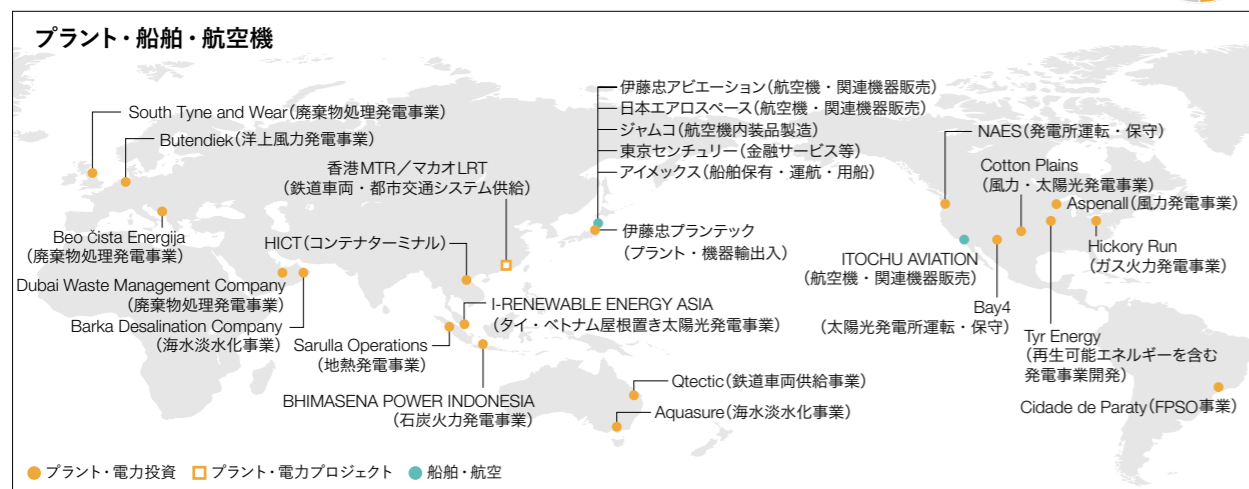 プラント・船舶・航空機
South Tyne and Wear(廃棄物処理発電事業)
Butendiek(洋上風力発電事業)
香港MTR/マカオLRT
(鉄道車両・都市交通システム供給)
Beo Čista Energija
(廃棄物処理発電事業)
HICT(コンテナターミナル)
Dubai Waste Management Company
(廃棄物処理発電事業)
Barka Desalination Company
(海水淡水化事業)
Sarulla Operations
(地熱発電事業)
I-RENEWABLE ENERGY ASIA
(タイ・ベトナム屋根置き太陽光発電事業)
BHIMASENA POWER INDONESIA
(石炭火力発電事業)
伊藤忠アビエーション(航空機・関連機器販売)
日本エアロスペース(航空機・関連機器販売)
ジャムコ(航空機内装品製造)
東京センチュリー(金融サービス等)
アイメックス(船舶保有・運航・用船)
伊藤忠プランテック
(プラント・機器輸出入)
Qtectic(鉄道車両供給事業)
Aquasure(海水淡水化事業)
NAES(発電所運転・保守)
Cotton Plains
(風力・太陽光発電事業)
Aspenall(風力発電事業)
Hickory Run
(ガス火力発電事業)
ITOCHU AVIATION
(航空機・関連機器販売)
Bay4
(太陽光発電所運転・保守)
Tyr Energy
(再生可能エネルギーを含む
発電事業開発)
Cidade de Paraty(FPSO事業)
プラント・電力投資
プラント・電力プロジェクト
船舶・航空